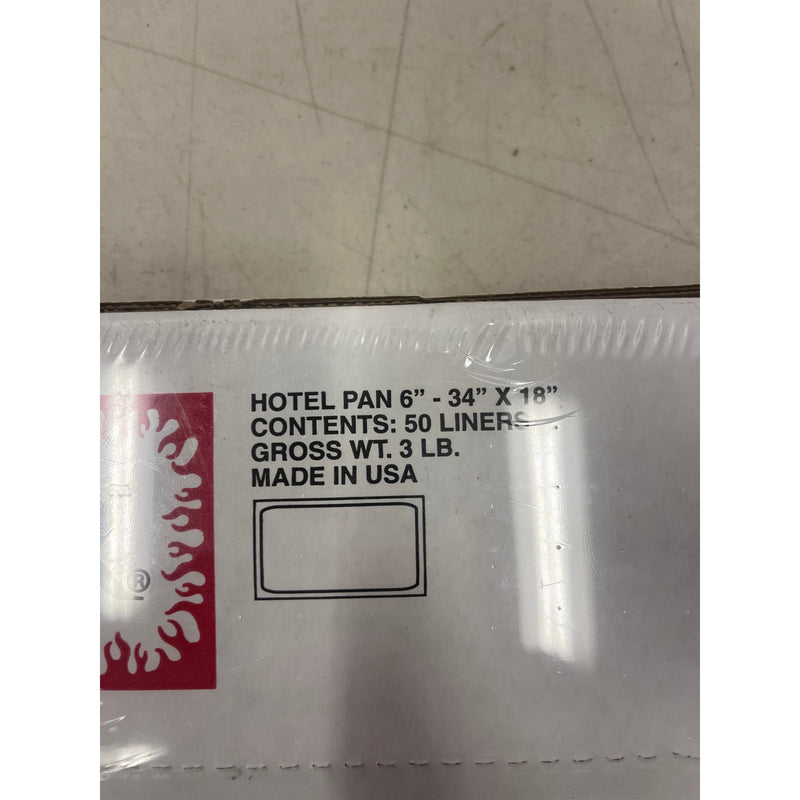 HOTEL PAN 6” - 34” X 18”
CONTENTS: 50 LINERS
GROSS WT. 3 LB.
MADE IN USA
®